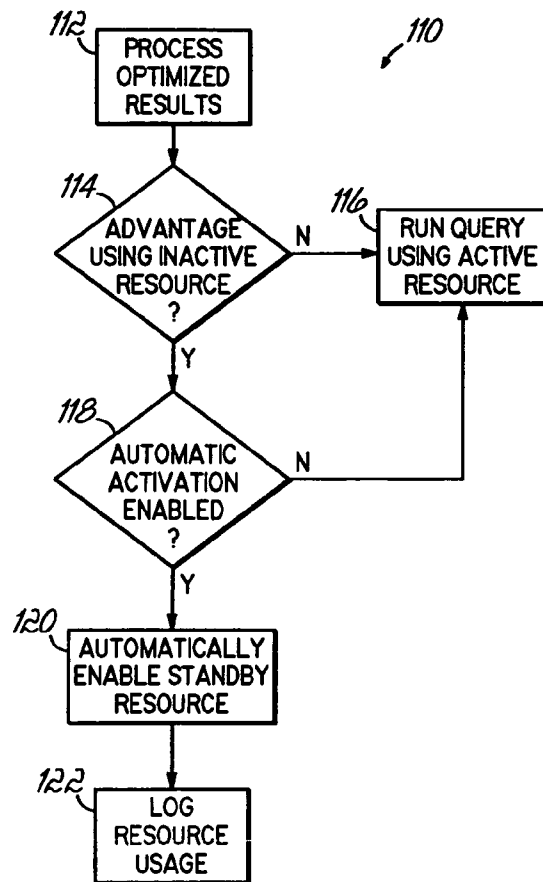 112
PROCESS
OPTIMIZED
RESULTS
110
114
ADVANTAGE
USING INACTIVE
RESOURCE
?
N
Y
116
RUN QUERY
USING ACTIVE
RESOURCE
118
AUTOMATIC
ACTIVATION
ENABLED
?
N
Y
120
AUTOMATICALLY
ENABLE STANDBY
RESOURCE
122
LOG
RESOURCE
USAGE